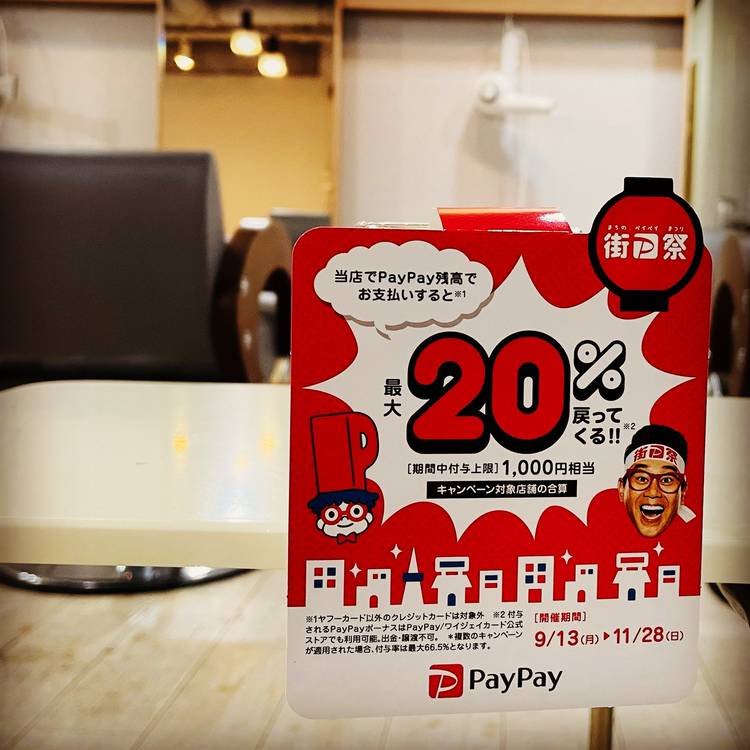 まちの ペイペイ まつり
街P祭
当店でPayPay残高で
お支払いすると※1
最大
20%
戻って
くる!!※2
[期間中付与上限]1,000円相当
キャンペーン対象店舗の合算
街P祭
※1ヤフーカード以外のクレジットカードは対象外 ※2 付与
されるPayPayボーナスはPayPay/ワイジェイカード公式
ストアでも利用可能。出金・譲渡不可。 *複数のキャンペーン
が適用された場合、付与率は最大66.5%となります。
[開催期間]
9/13(月)▶11/28(日)
PayPay